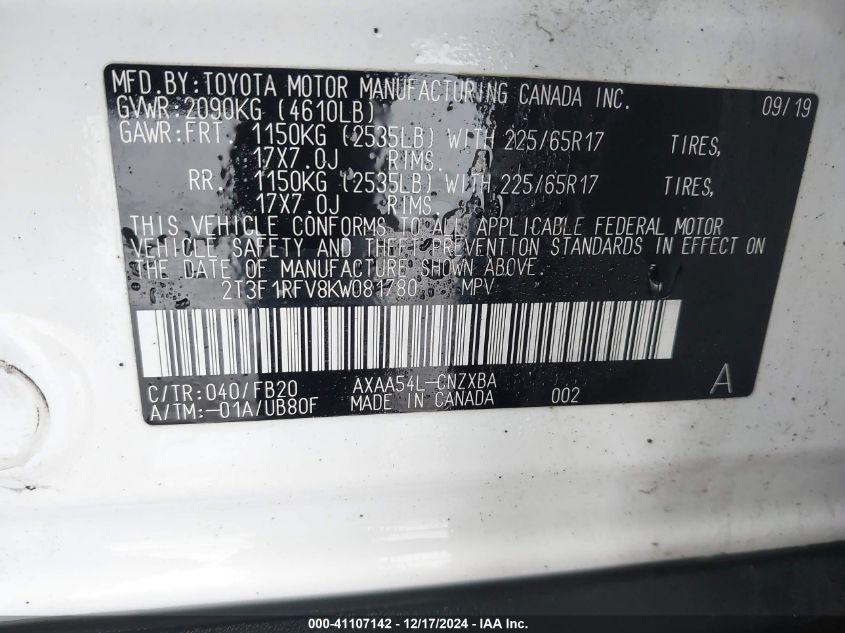 MFD.BY:TOYOTA MOTOR MANUFACTURING CANADA INC. 09/19
GVWR:2090KG (4610LB)
GAWR:FRT. 1150KG (2535LB) WITH 225/65R17 TIRES,
17X7.0J RIMS.
RR. 1150KG (2535LB) WITH 225/65R17 TIRES,
17X7.0J RIMS.
THIS VEHICLE CONFORMS TO ALL APPLICABLE FEDERAL MOTOR
VEHICLE SAFETY AND THEFT PREVENTION STANDARDS IN EFFECT ON
THE DATE OF MANUFACTURE SHOWN ABOVE.
2T3F1RFV8KW081780 MPV
C/TR:040/FB20 AXAA54L-CNZXBA A
A/TM:-01A/UB80F MADE IN CANADA 002
000-41107142 - 12/17/2024 - IAA Inc.